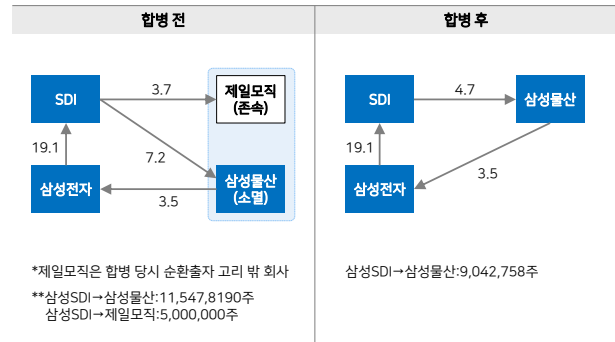 합병 전
합병 후
SDI
3.7
제일모직
(존속)
19.1
7.2
삼성전자
3.5
삼성물산
(소멸)
SDI
4.7
삼성물산
19.1
3.5
삼성전자
*제일모직은 합병 당시 순환출자 고리 밖 회사
**삼성SDI→삼성물산:11,547,8190주
삼성SDI→제일모직:5,000,000주
삼성SDI→삼성물산:9,042,758주